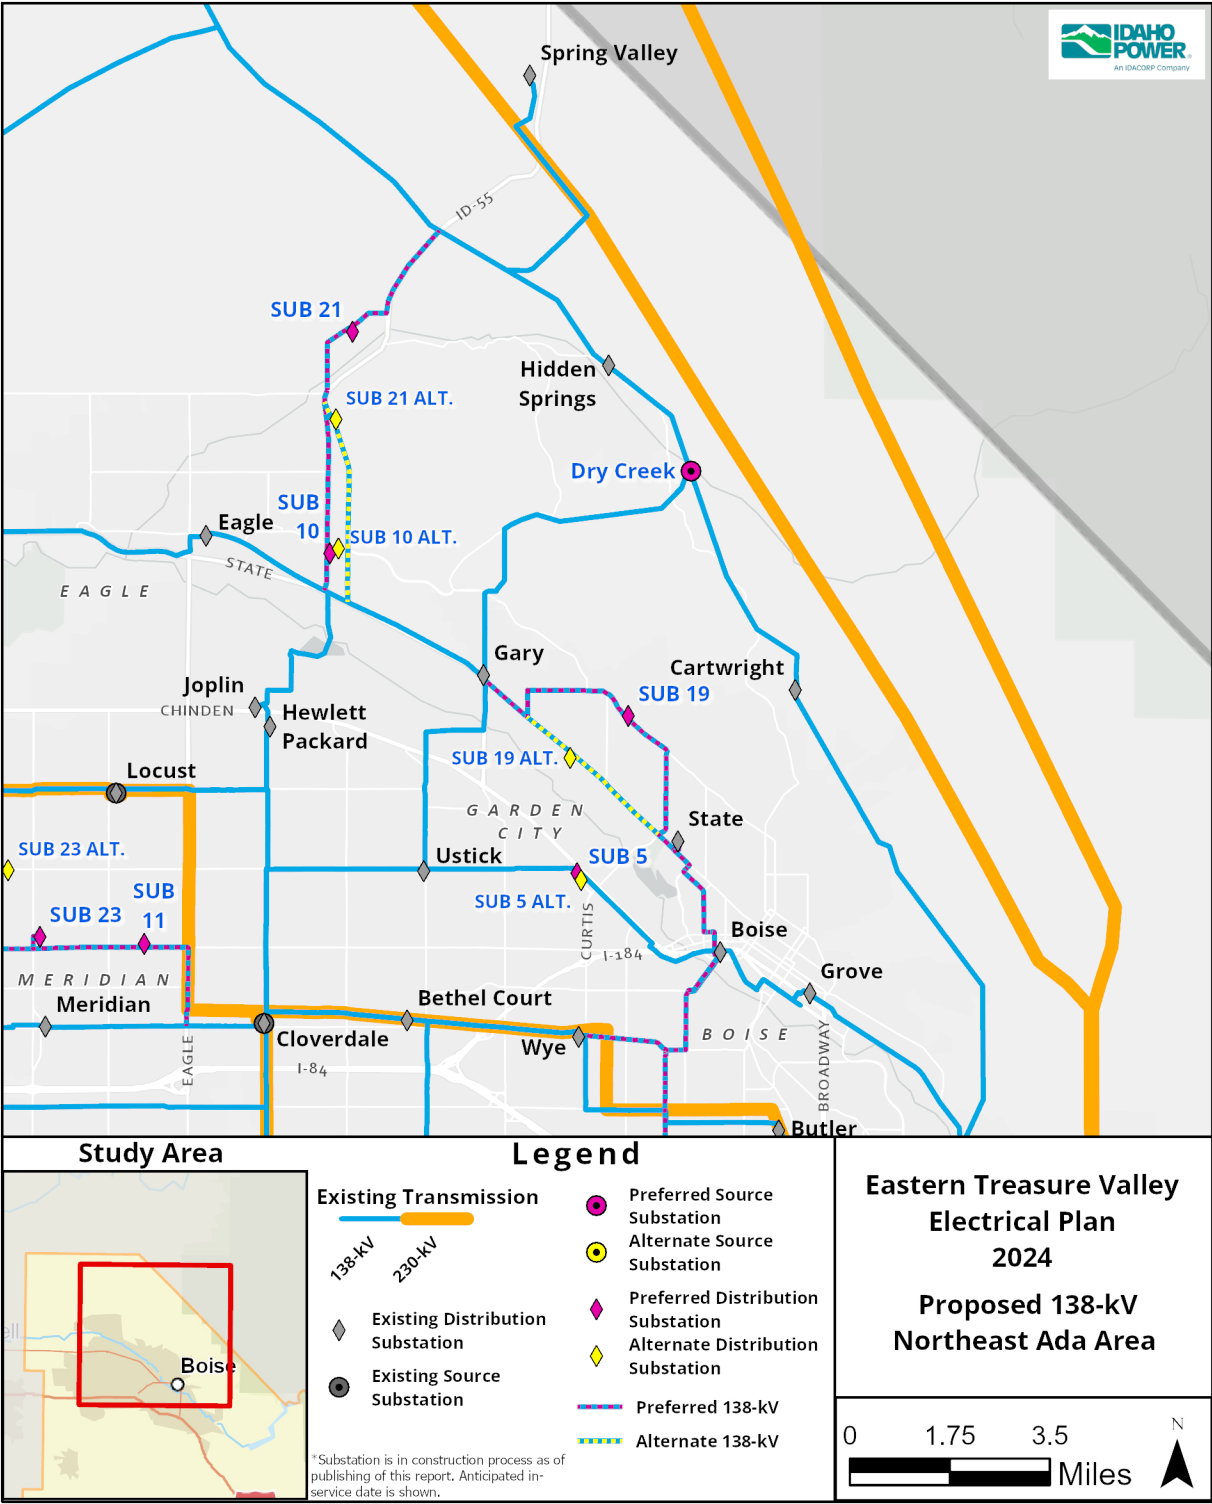 IDAHO
POWER®
An IDACORP Company
Spring Valley
ID-55
SUB 21
Hidden
Springs
SUB 21 ALT.
Dry Creek
SUB
10
Eagle
SUB 10 ALT.
STATE
EAGLE
Gary
Cartwright
Joplin
SUB 19
CHINDEN
Hewlett
Packard
SUB 19 ALT.
Locust
GARDEN
CITY
State
SUB 23 ALT.
Ustick
SUB 5
SUB
11
SUB 5 ALT.
SUB 23
CURTIS
Boise
I-184
Grove
MERIDIAN
Meridian
Bethel Court
Cloverdale
Wye
BOISE
EAGLE
I-84
BROADWAY
Butler
Study Area
ell
Boise
Legend
Existing Transmission
138-kV
230-kV
Existing Distribution
Substation
Existing Source
Substation
*Substation is in construction process as of
publishing of this report. Anticipated in-
service date is shown.
Preferred Source
Substation
Alternate Source
Substation
Preferred Distribution
Substation
Alternate Distribution
Substation
Preferred 138-kV
Alternate 138-kV
Eastern Treasure Valley
Electrical Plan
2024
Proposed 138-kV
Northeast Ada Area
0 1.75 3.5
Miles
N